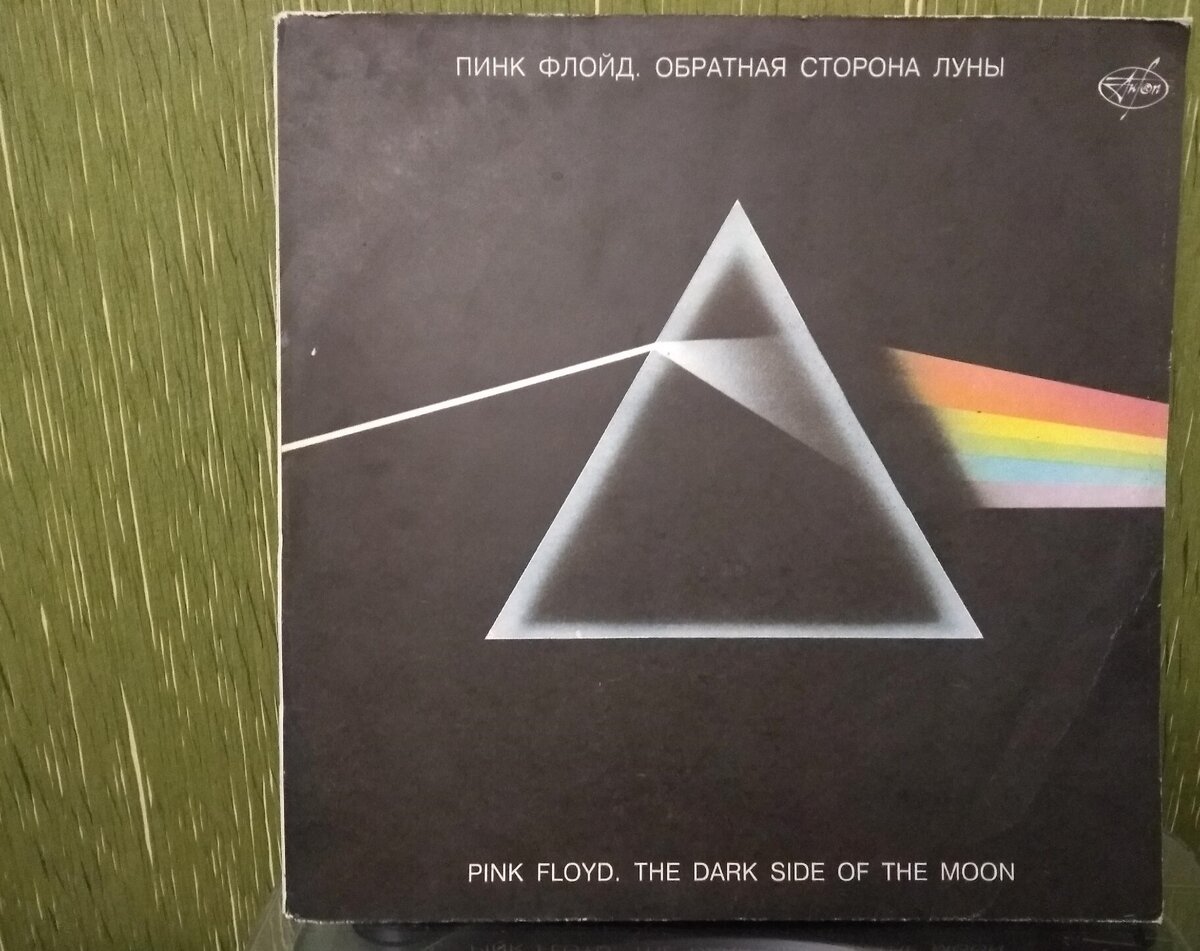 ПИНК ФЛОЙД. ОБРАТНАЯ СТОРОНА ЛУНЫ
PINK FLOYD. THE DARK SIDE OF THE MOON